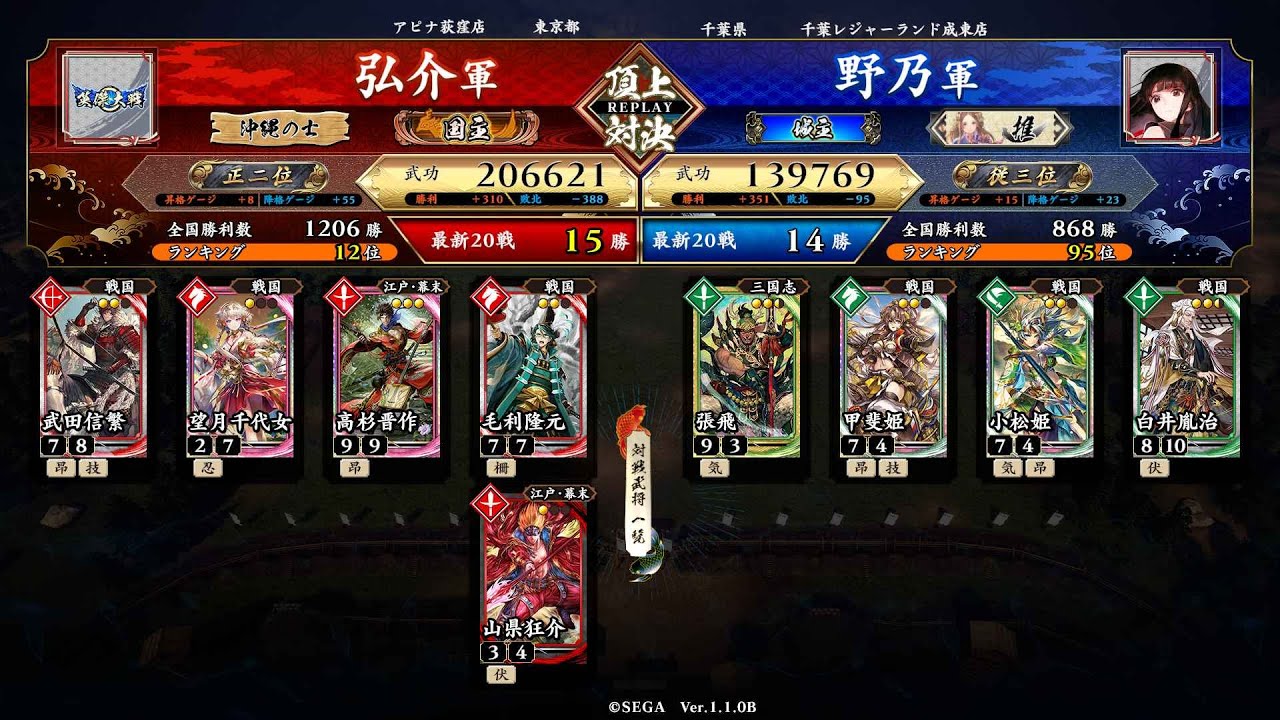 アピナ荻窪店 東京都
千葉県 千葉レジャーランド成東店
弘介軍
頂上
REPLAY
対決
野乃軍
英傑大戦
沖縄の士
国主
城主
推
正二位
昇格ゲージ +8 降格ゲージ +55
武功 206621
勝利 +310 敗北 -388
武功 139769
勝利 +351 敗北 -95
従三位
昇格ゲージ +15 降格ゲージ +23
全国勝利数 1206勝
ランキング 12位
最新20戦 15勝
最新20戦 14勝
全国勝利数 868勝
ランキング 95位
戦国
武田信繁
7 8
昴 技
戦国
望月千代女
2 7
忍
江戸・幕末
高杉晋作
9 9
昴
戦国
毛利隆元
7 7
柵
三国志
張飛
9 3
気
戦国
甲斐姫
7 4
昴 技
戦国
小松姫
7 4
気 昴
戦国
白井胤治
8 10
伏
対戦武将一覧
江戸・幕末
山県狂介
3 4
伏
©SEGA Ver.1.1.0B